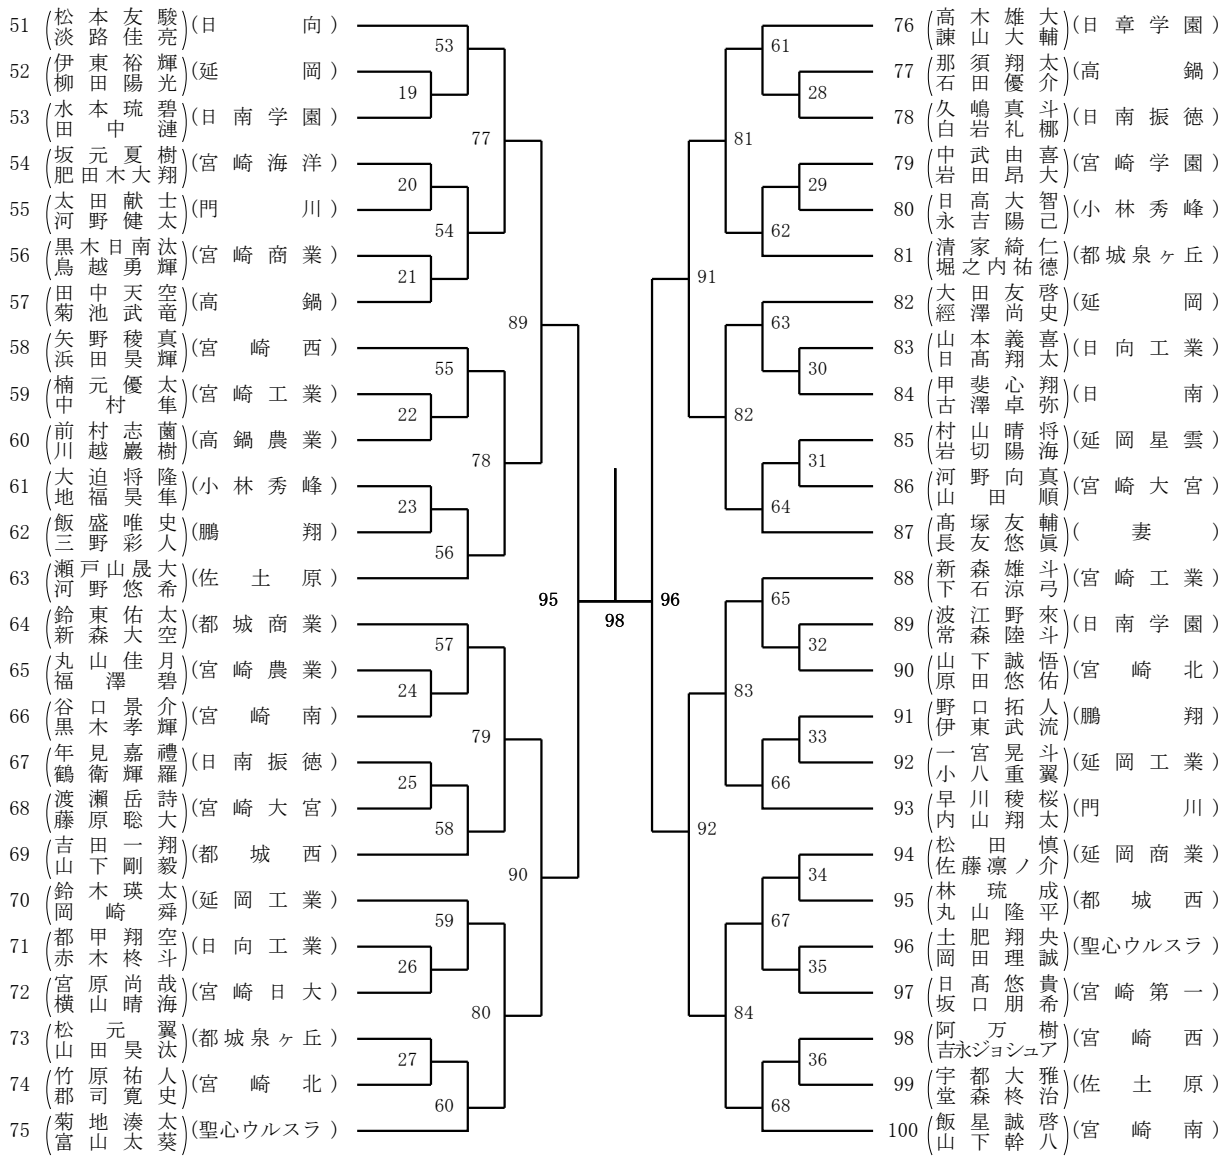 51 松本友駿 淡路佳亮 (日向)
52 伊東裕輝 柳田陽光 (延岡)
53 水本琉碧 田中漣 (日南学園)
54 坂元夏樹 肥田木大翔 (宮崎海洋)
55 太田献士 河野健太 (門川)
56 黒木日南汰 鳥越勇輝 (宮崎商業)
57 田中天空 菊池武竜 (高鍋)
58 矢野稜真 浜田昊輝 (宮崎西)
59 楠元優太 中村隼 (宮崎工業)
60 前村志薗 川越巖樹 (高鍋農業)
61 大迫将隆 地福昊隼 (小林秀峰)
62 飯盛唯史 三野彩人 (鵬翔)
63 瀬戸山晟大 河野悠希 (佐土原)
64 鈴東佑太 新森大空 (都城商業)
65 丸山佳月 福澤碧 (宮崎農業)
66 谷口景介 黒木孝輝 (宮崎南)
67 年見嘉禮 鶴衛輝羅 (日南振徳)
68 渡瀬岳詩 藤原聡大 (宮崎大宮)
69 吉田一翔 山下剛毅 (都城西)
70 鈴木瑛太 岡崎舜 (延岡工業)
71 都甲翔空 赤木柊斗 (日向工業)
72 宮原尚哉 横山晴海 (宮崎日大)
73 松元翼 山田昊汰 (都城泉ヶ丘)
74 竹原祐人 郡司寛史 (宮崎北)
75 菊地湊太 富山太葵 (聖心ウルスラ)
53
19
77
20
54
21
89
55
22
78
23
56
95
57
24
79
25
58
90
59
26
80
27
60
98
96
61
28
81
29
62
91
63
30
82
31
64
65
32
83
33
66
92
34
67
35
84
36
68
76 高木雄大 諌山大輔 (日章学園)
77 那須翔太 石田優介 (高鍋)
78 久嶋真斗 白岩礼梛 (日南振徳)
79 中武由喜 岩田昂大 (宮崎学園)
80 日高大智 永吉陽己 (小林秀峰)
81 清家綺仁 堀之内祐德 (都城泉ヶ丘)
82 大田友啓 經澤尚史 (延岡)
83 山本義喜 日髙翔太 (日向工業)
84 甲斐心翔 古澤卓弥 (日南)
85 村山晴将 岩切陽海 (延岡星雲)
86 河野向真 山田順 (宮崎大宮)
87 髙塚友輔 長友悠眞 (妻)
88 新森雄斗 下石涼弓 (宮崎工業)
89 波江野來 常森陸斗 (日南学園)
90 山下誠悟 原田悠佑 (宮崎北)
91 野口拓人 伊東武流 (鵬翔)
92 一宮晃斗 小八重翼 (延岡工業)
93 早川稜桜 内山翔太 (門川)
94 松田慎 佐藤凛ノ介 (延岡商業)
95 林琉成 丸山隆平 (都城西)
96 土肥翔央 岡田理誠 (聖心ウルスラ)
97 日髙悠貴 坂口朋希 (宮崎第一)
98 阿万樹 吉永ジョシュア (宮崎西)
99 宇都大雅 堂森柊治 (佐土原)
100 飯星誠啓 山下幹八 (宮崎南)